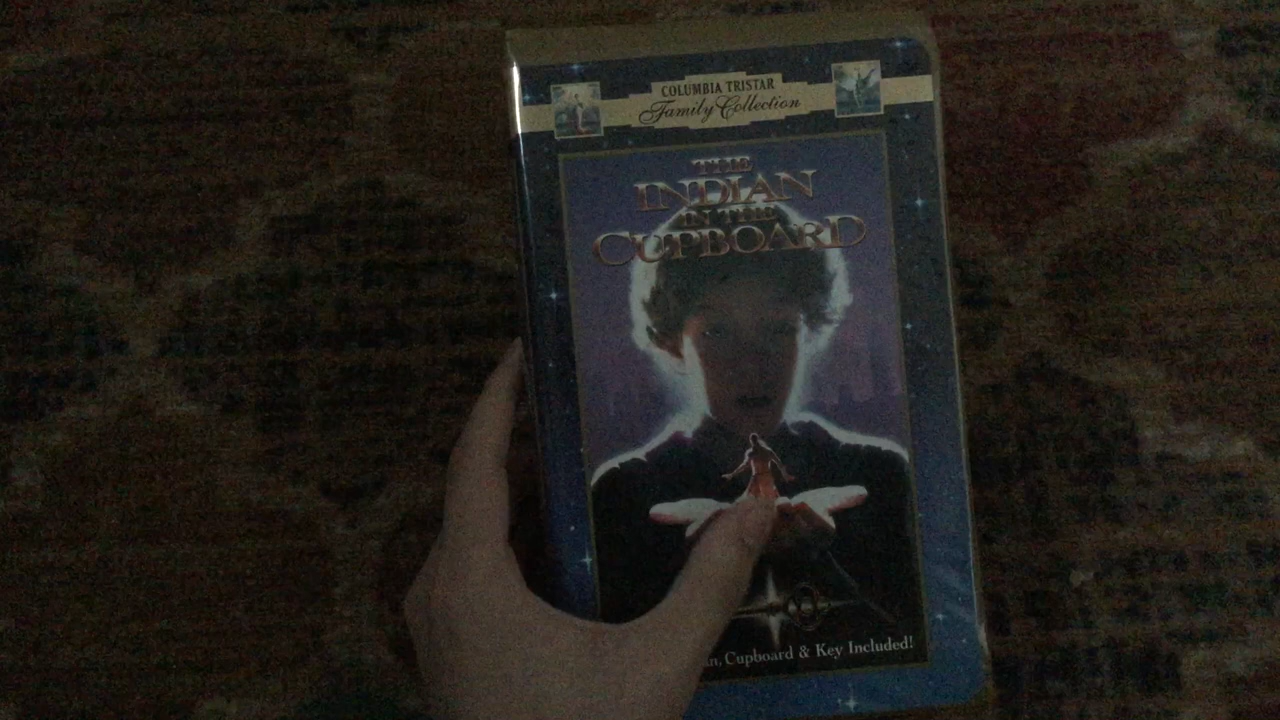 COLUMBIA TRISTAR
Family Collection
THE
INDIAN
IN THE
CUPBOARD
n, Cupboard & Key Included!